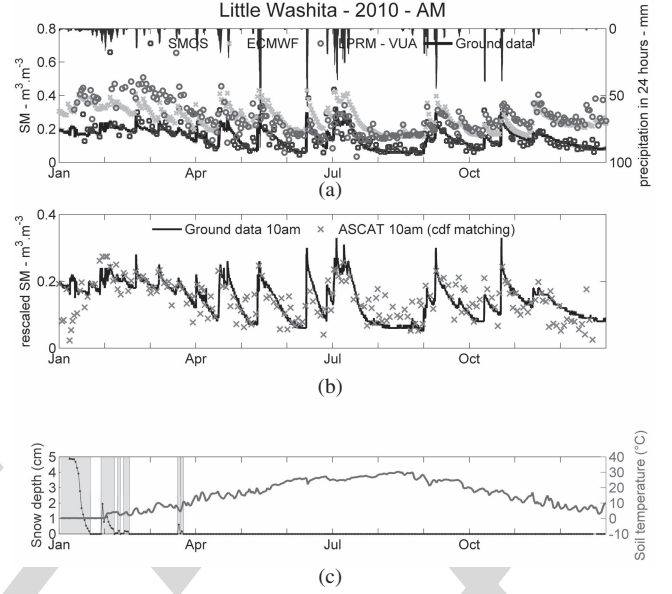 Little Washita - 2010 - AM
0.8
0.6
0.4
0.2
0
SM - m³.m⁻³
SMOS ECMWF LPRM - VUA Ground data
0
50
100
precipitation in 24 hours - mm
Jan Apr Jul Oct
(a)
0.4
0.2
0
rescaled SM - m³.m⁻³
Ground data 10am ASCAT 10am (cdf matching)
Jan Apr Jul Oct
(b)
5
4
3
2
1
0
Snow depth (cm)
40
30
20
10
0
-10
Soil temperature (°C)
Jan Apr Jul Oct
(c)